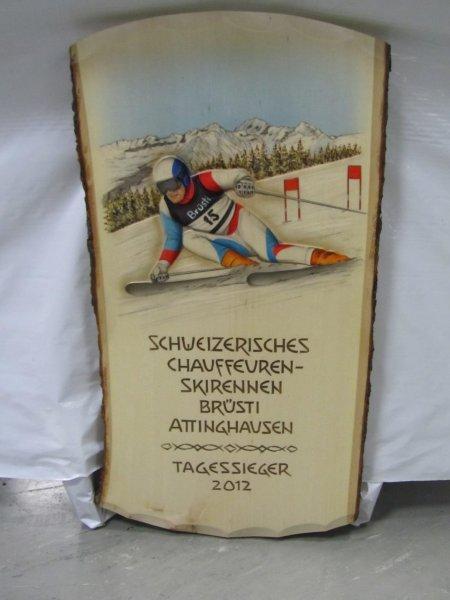 Brüsti
15
SCHWEIZERISCHES
CHAUFFEUREN-
SKIRENNEN
BRÜSTI
ATTINGHAUSEN
TAGESSIEGER
2012